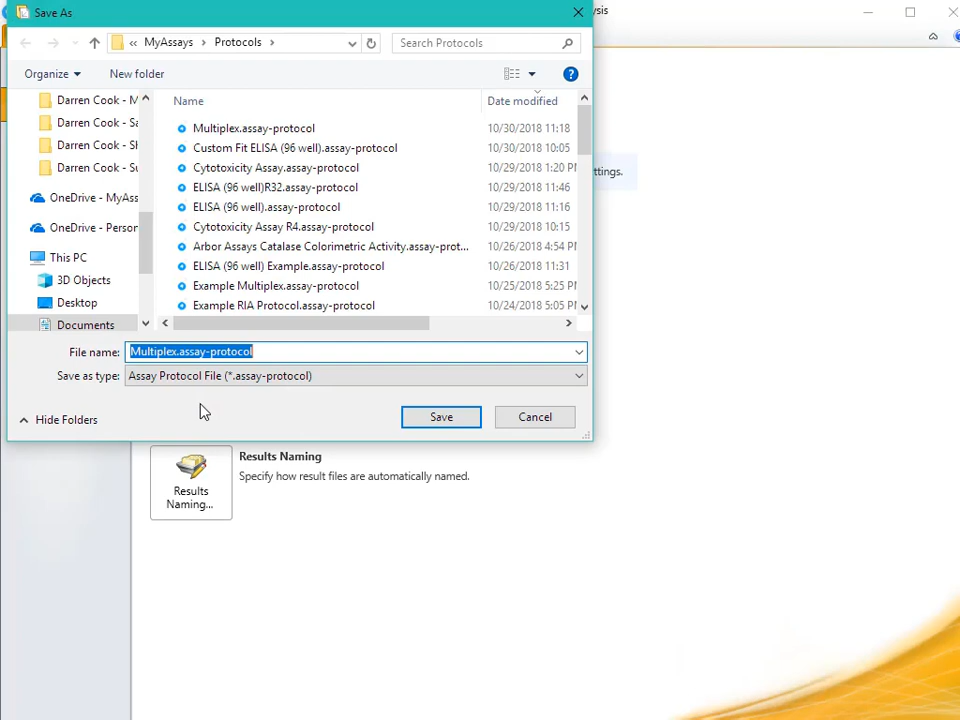 Save As
ysis
« MyAssays > Protocols >
Search Protocols
Organize
New folder
Darren Cook - M
Darren Cook - Sa
Darren Cook - Sh
Darren Cook - Su
OneDrive - MyAss
OneDrive - Person
This PC
3D Objects
Desktop
Documents
Name
Date modified
Multiplex.assay-protocol
10/30/2018 11:18
Custom Fit ELISA (96 well).assay-protocol
10/30/2018 10:05
Cytotoxicity Assay.assay-protocol
10/29/2018 1:20 P
ELISA (96 well)R32.assay-protocol
10/29/2018 11:46
ELISA (96 well).assay-protocol
10/29/2018 11:16
Cytotoxicity Assay R4.assay-protocol
10/29/2018 10:15
Arbor Assays Catalase Colorimetric Activity.assay-prot...
10/26/2018 4:54 P
ELISA (96 well) Example.assay-protocol
10/26/2018 11:31
Example Multiplex.assay-protocol
10/25/2018 5:25 P
Example RIA Protocol.assay-protocol
10/24/2018 5:05 P
ttings.
File name:
Multiplex.assay-protocol
Save as type:
Assay Protocol File (*.assay-protocol)
Hide Folders
Save
Cancel
Results Naming...
Results Naming
Specify how result files are automatically named.